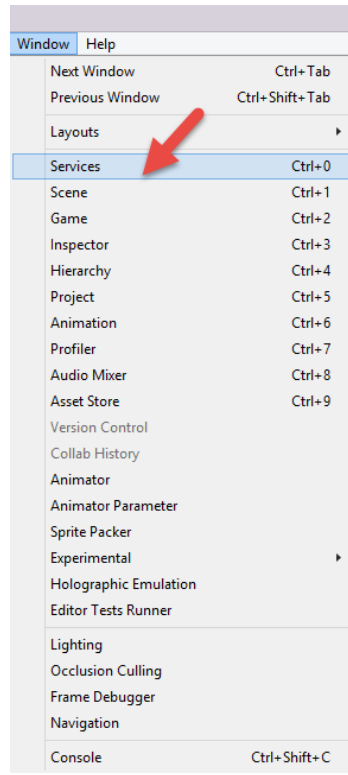 Window Help
Next Window Ctrl+Tab
Previous Window Ctrl+Shift+Tab
Layouts
Services Ctrl+0
Scene Ctrl+1
Game Ctrl+2
Inspector Ctrl+3
Hierarchy Ctrl+4
Project Ctrl+5
Animation Ctrl+6
Profiler Ctrl+7
Audio Mixer Ctrl+8
Asset Store Ctrl+9
Version Control
Collab History
Animator
Animator Parameter
Sprite Packer
Experimental
Holographic Emulation
Editor Tests Runner
Lighting
Occlusion Culling
Frame Debugger
Navigation
Console Ctrl+Shift+C